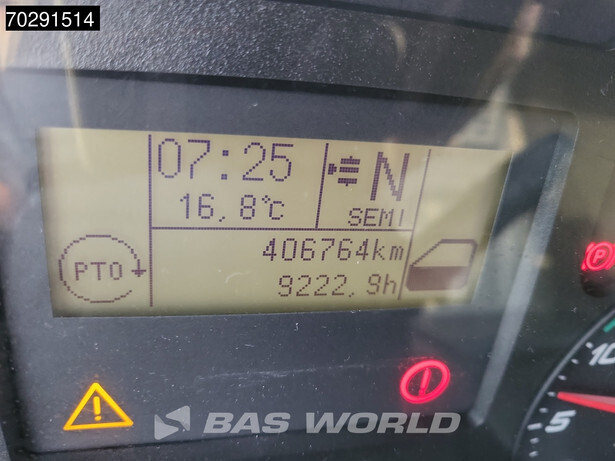 70291514
07:25
N
16,8°C
SEMI
406764km
PTO
9222,9h
P
10
5
BAS WORLD